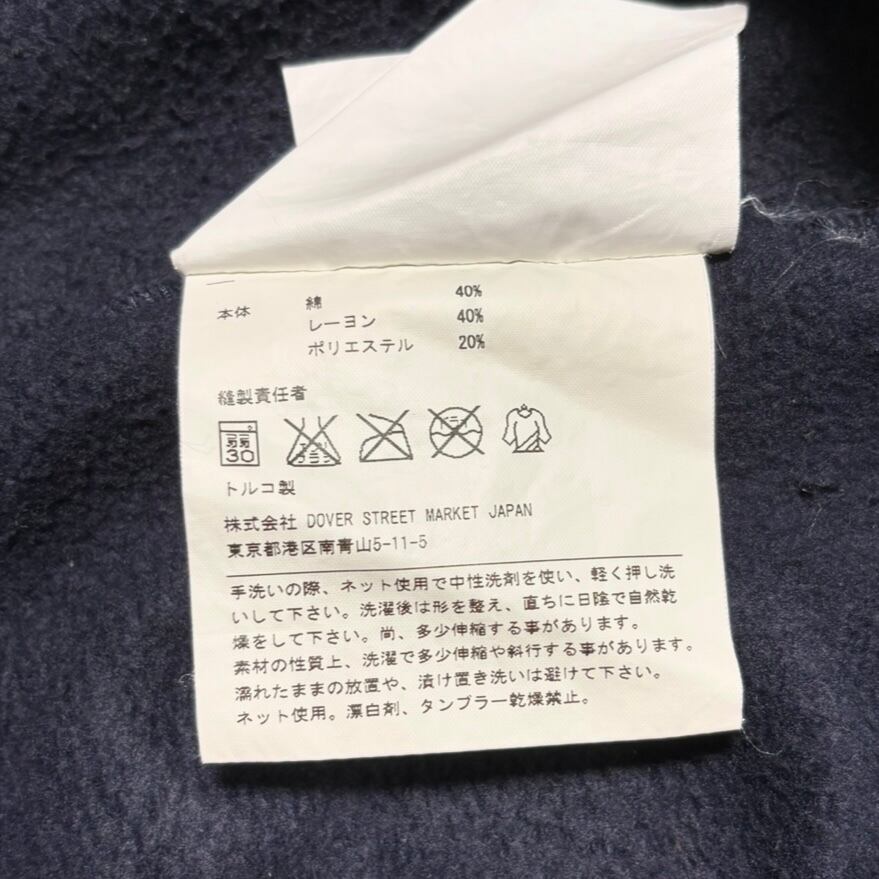 本体 綿 40%
レーヨン 40%
ポリエステル 20%
縫製責任者
弱 30
トルコ製
株式会社 DOVER STREET MARKET JAPAN
東京都港区南青山5-11-5
手洗いの際、ネット使用で中性洗剤を使い、軽く押し洗
いして下さい。洗濯後は形を整え、直ちに日陰で自然乾
燥をして下さい。尚、多少伸縮する事があります。
素材の性質上、洗濯で多少伸縮や斜行する事があります。
濡れたままの放置や、漬け置き洗いは避けて下さい。
ネット使用。漂白剤、タンブラー乾燥禁止。